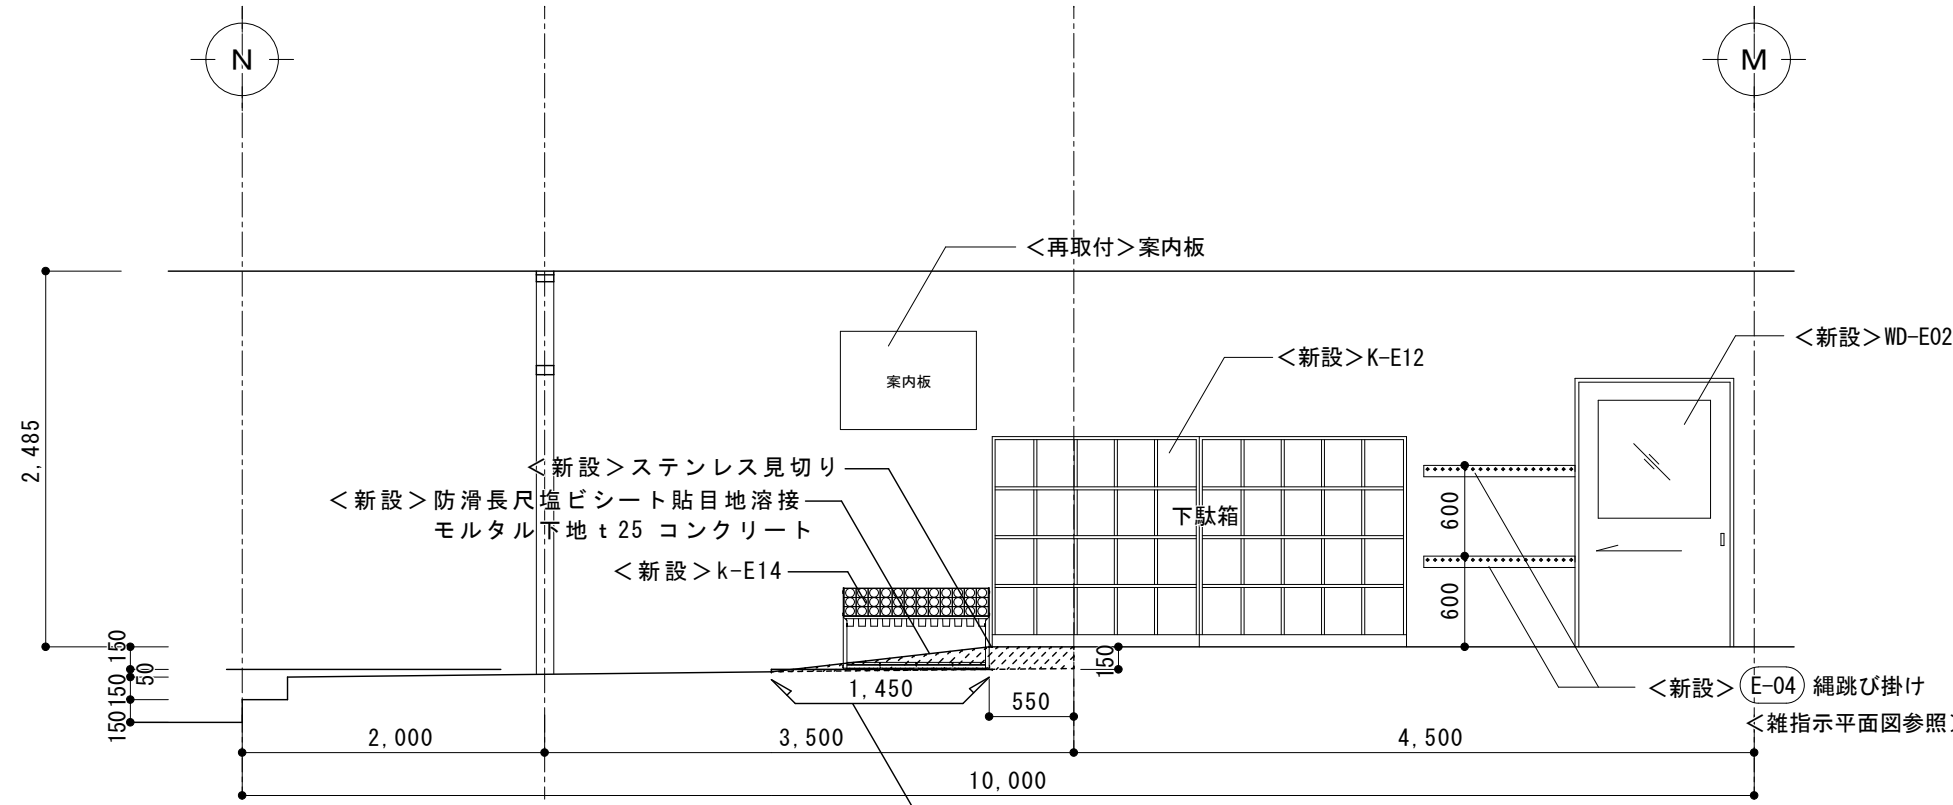 N
M
＜再取付＞案内板
＜新設＞WD-E02
＜新設＞K-E12
案内板
2,485
＜新設＞ステンレス見切り
＜新設＞防滑長尺塩ビシート貼目地溶接
モルタル下地 t25 コンクリート
下駄箱
600
＜新設＞k-E14
600
150
50
150
150
150
1,450
550
＜新設＞ E-04 縄跳び掛け
＜雑指示平面図参照＞
2,000
3,500
4,500
10,000